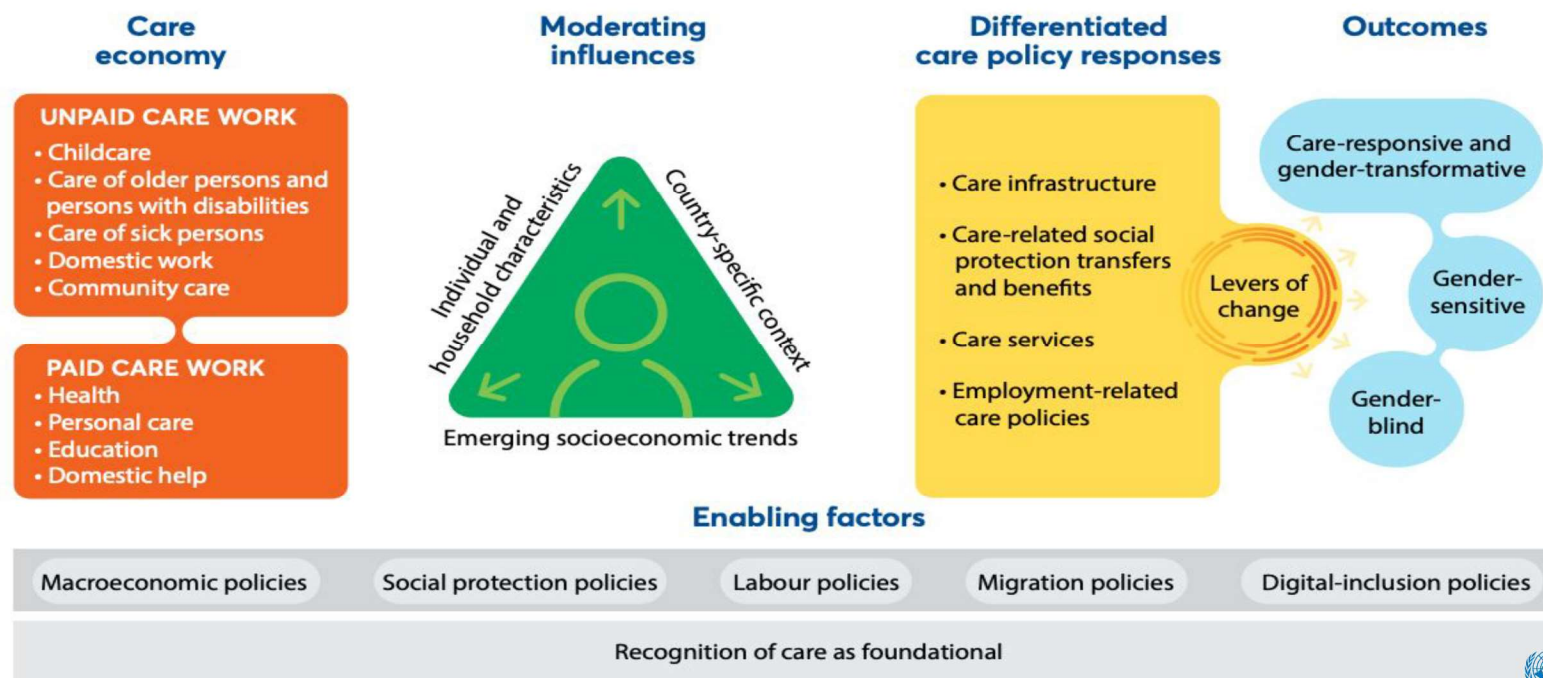 Care
economy
Moderating
influences
Differentiated
care policy responses
Outcomes
UNPAID CARE WORK
• Childcare
• Care of older persons and
persons with disabilities
• Care of sick persons
• Domestic work
• Community care
PAID CARE WORK
• Health
• Personal care
• Education
• Domestic help
Individual and
household characteristics
Country-specific context
Emerging socioeconomic trends
• Care infrastructure
• Care-related social
protection transfers
and benefits
• Care services
• Employment-related
care policies
Levers of
change
Care-responsive and
gender-transformative
Gender-
sensitive
Gender-
blind
Enabling factors
Macroeconomic policies
Social protection policies
Labour policies
Migration policies
Digital-inclusion policies
Recognition of care as foundational